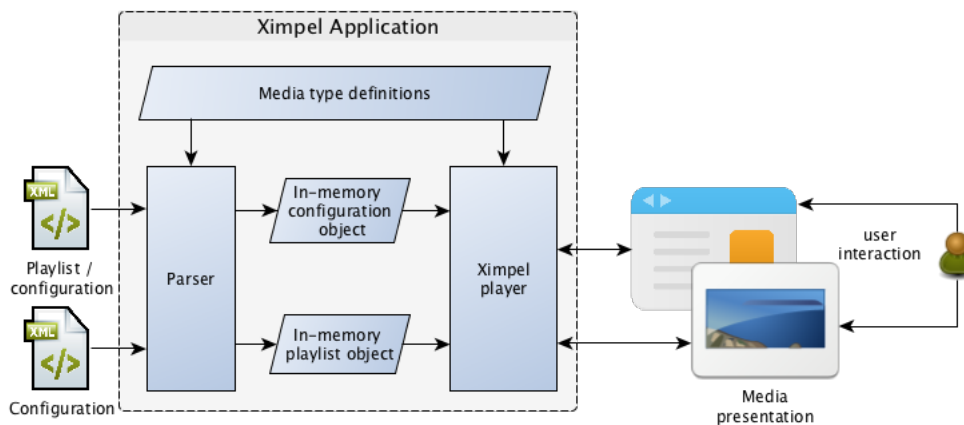 Ximpel Application
Media type definitions
XML
</>
Playlist /
configuration
Parser
In-memory
configuration
object
Ximpel
player
user
interaction
XML
</>
Configuration
In-memory
playlist object
Media
presentation